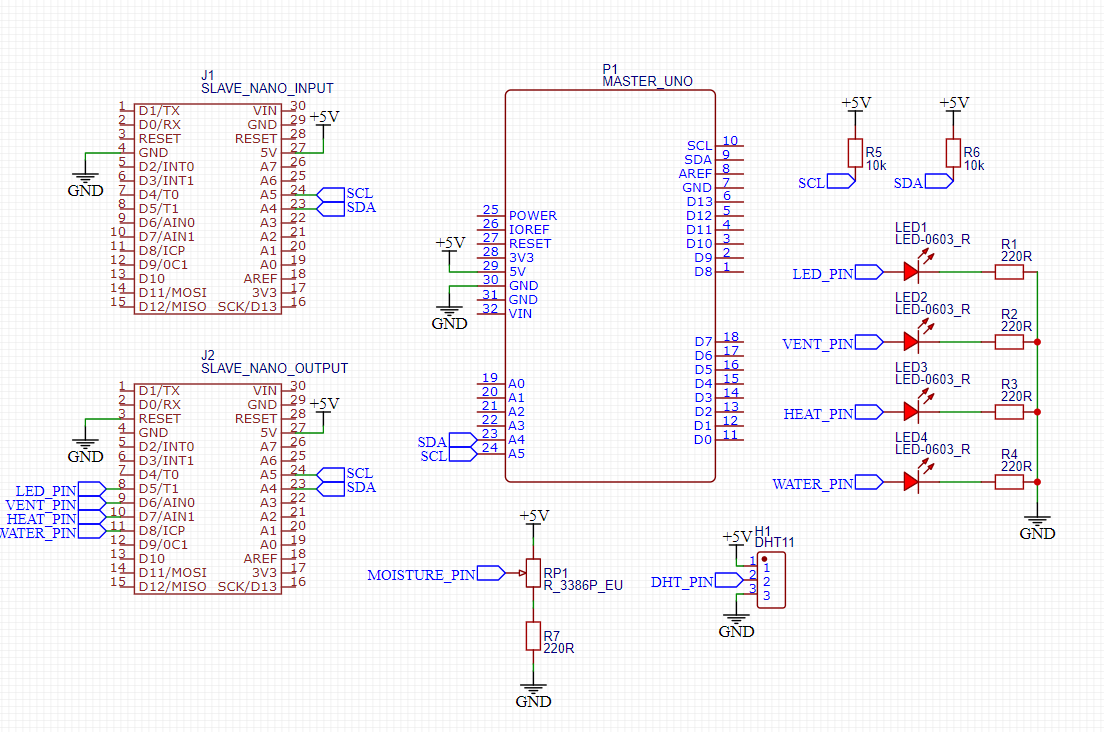 J1
SLAVE_NANO_INPUT
1 D1/TX VIN 30
2 D0/RX GND 29 +5V
3 RESET RESET 28
4 GND 5V 27
5 D2/INT0 A7 26
GND
6 D3/INT1 A6 25
7 D4/T0 A5 24 SCL
8 D5/T1 A4 23 SDA
9 D6/AIN0 A3 22
10 D7/AIN1 A2 21
11 D8/ICP A1 20
12 D9/0C1 A0 19
13 D10 AREF 18
14 D11/MOSI 3V3 17
15 D12/MISO SCK/D13 16
J2
SLAVE_NANO_OUTPUT
1 D1/TX VIN 30
2 D0/RX GND 29 +5V
3 RESET RESET 28
4 GND 5V 27
5 D2/INT0 A7 26
GND
6 D3/INT1 A6 25
7 D4/T0 A5 24 SCL
LED_PIN 8 D5/T1 A4 23 SDA
VENT_PIN 9 D6/AIN0 A3 22
HEAT_PIN 10 D7/AIN1 A2 21
WATER_PIN 11 D8/ICP A1 20
12 D9/0C1 A0 19
13 D10 AREF 18
14 D11/MOSI 3V3 17
15 D12/MISO SCK/D13 16
P1
MASTER_UNO
SCL 10
SDA 9
AREF 8
GND 7
D13 6
D12 5
D11 4
D10 3
D9 2
D8 1
25 POWER
26 IOREF
27 RESET
+5V
28 3V3
29 5V
30 GND
31 GND
32 VIN
GND
D7 18
D6 17
D5 16
D4 15
D3 14
D2 13
D1 12
D0 11
19 A0
20 A1
21 A2
22 A3
SDA 23 A4
SCL 24 A5
+5V
MOISTURE_PIN
RP1
R_3386P_EU
R7
220R
GND
+5V
H1
DHT11
1 1
DHT_PIN 2 2
3 3
GND
+5V
R5
10k
SCL
+5V
R6
10k
SDA
LED1
LED-0603_R
R1
220R
LED_PIN
LED2
LED-0603_R
R2
220R
VENT_PIN
LED3
LED-0603_R
R3
220R
HEAT_PIN
LED4
LED-0603_R
R4
220R
WATER_PIN
GND